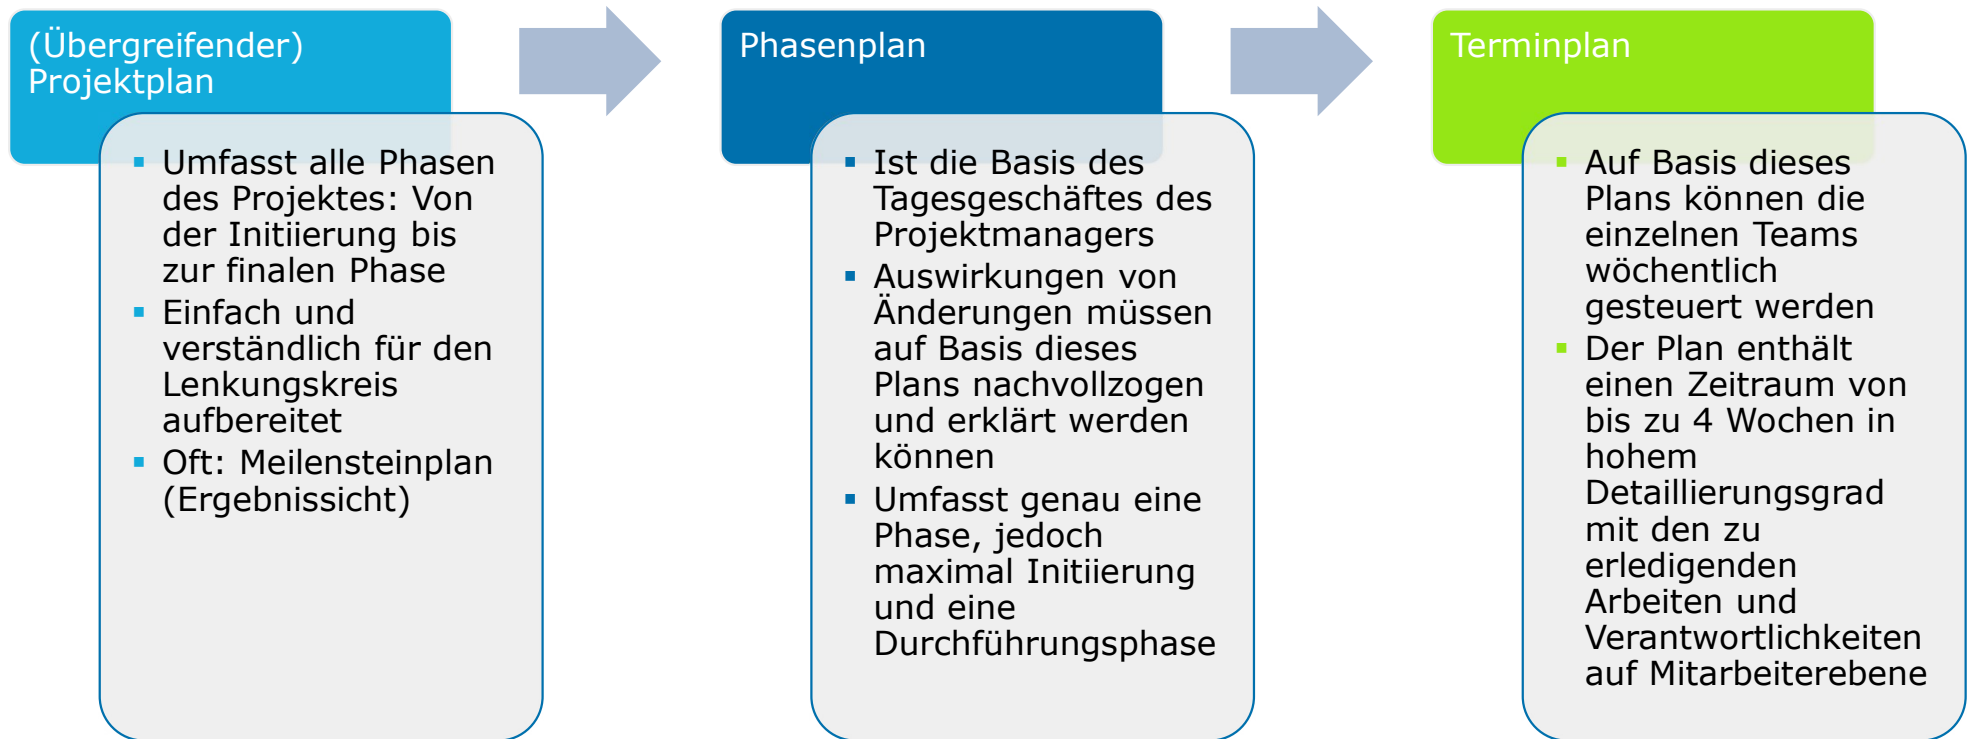 (Übergreifender)
Projektplan
Umfasst alle Phasen
des Projektes: Von
der Initiierung bis
zur finalen Phase
Einfach und
verständlich für den
Lenkungskreis
aufbereitet
Oft: Meilensteinplan
(Ergebnissicht)
Phasenplan
Ist die Basis des
Tagesgeschäftes des
Projektmanagers
Auswirkungen von
Änderungen müssen
auf Basis dieses
Plans nachvollzogen
und erklärt werden
können
Umfasst genau eine
Phase, jedoch
maximal Initiierung
und eine
Durchführungsphase
Terminplan
Auf Basis dieses
Plans können die
einzelnen Teams
wöchentlich
gesteuert werden
Der Plan enthält
einen Zeitraum von
bis zu 4 Wochen in
hohem
Detaillierungsgrad
mit den zu
erledigenden
Arbeiten und
Verantwortlichkeiten
auf Mitarbeiterebene